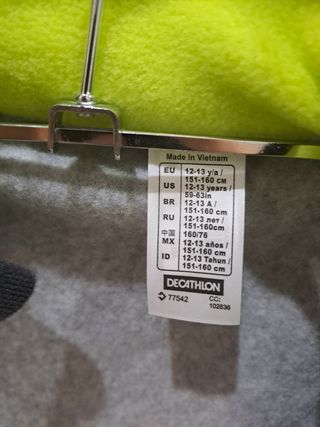 Made in Vietnam
EU 12-13 y/a /
151-160 см
US 12-13 years /
59-63in
BR 12-13 A /
151-160 cm
RU 12-13 лет /
151-160cm
中国 160/76
MX 12-13 años /
151-160 cm
ID 12-13 Tahun /
151-160 cm
DECATHLON
77542 CC:
102636